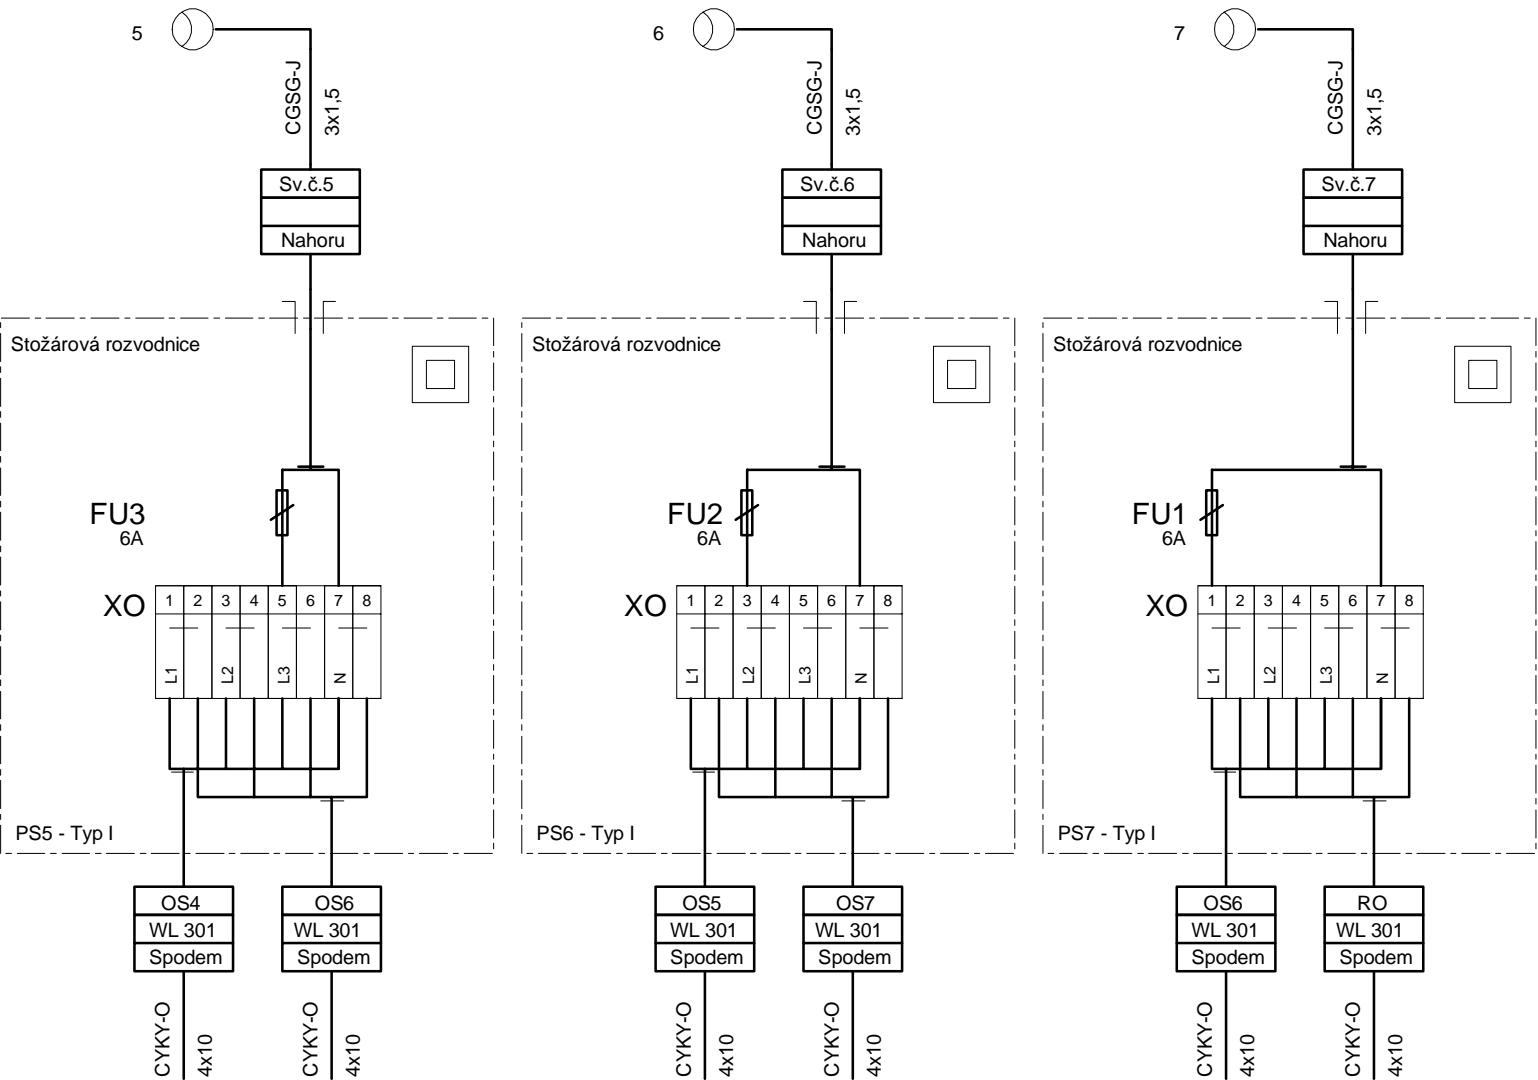 5
CGSG-J
3x1,5
Sv.č.5
Nahoru
Stožárová rozvodnice
FU3
6A
XO
1 2 3 4 5 6 7 8
L1 L2 L3 N
PS5 - Typ I
OS4
WL 301
Spodem
CYKY-O
4x10
OS6
WL 301
Spodem
CYKY-O
4x10
6
CGSG-J
3x1,5
Sv.č.6
Nahoru
Stožárová rozvodnice
FU2
6A
XO
1 2 3 4 5 6 7 8
L1 L2 L3 N
PS6 - Typ I
OS5
WL 301
Spodem
CYKY-O
4x10
OS7
WL 301
Spodem
CYKY-O
4x10
7
CGSG-J
3x1,5
Sv.č.7
Nahoru
Stožárová rozvodnice
FU1
6A
XO
1 2 3 4 5 6 7 8
L1 L2 L3 N
PS7 - Typ I
OS6
WL 301
Spodem
CYKY-O
4x10
RO
WL 301
Spodem
CYKY-O
4x10